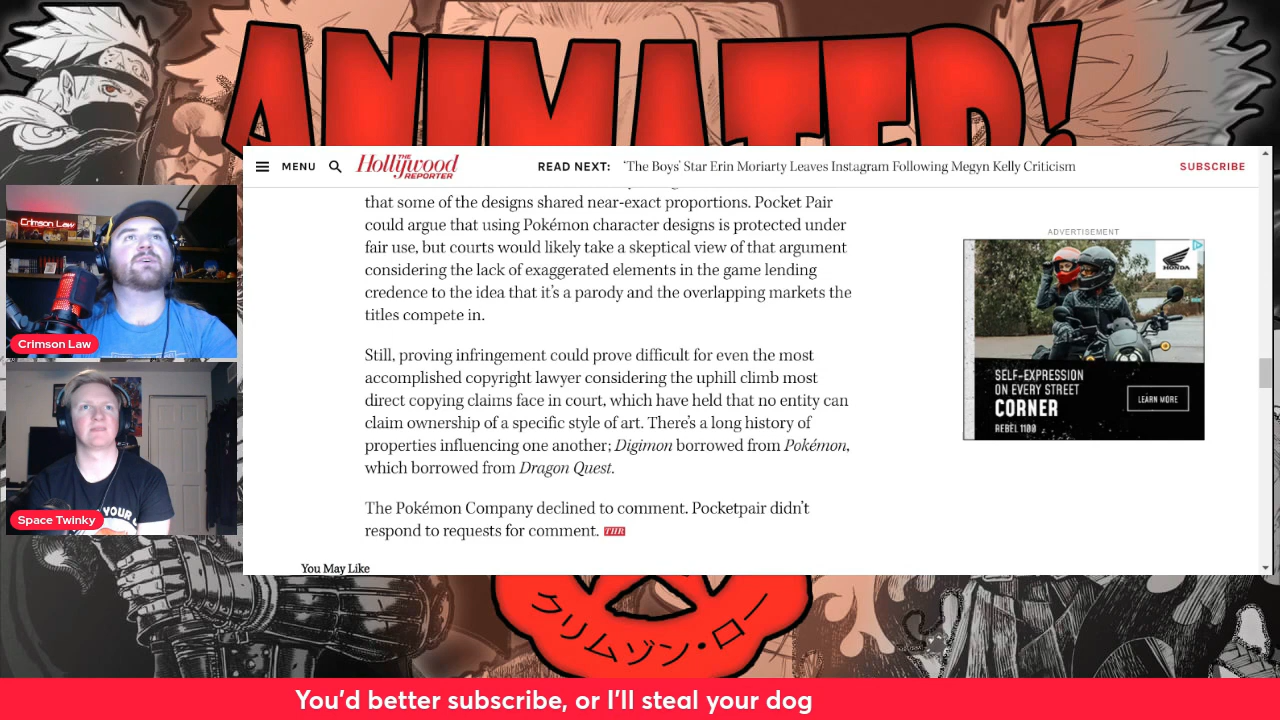 ANIMATED!
MENU
THE
Hollywood
REPORTER
READ NEXT: ‘The Boys’ Star Erin Moriarty Leaves Instagram Following Megyn Kelly Criticism
SUBSCRIBE
that some of the designs shared near-exact proportions. Pocket Pair
could argue that using Pokémon character designs is protected under
fair use, but courts would likely take a skeptical view of that argument
considering the lack of exaggerated elements in the game lending
credence to the idea that it’s a parody and the overlapping markets the
titles compete in.
Still, proving infringement could prove difficult for even the most
accomplished copyright lawyer considering the uphill climb most
direct copying claims face in court, which have held that no entity can
claim ownership of a specific style of art. There’s a long history of
properties influencing one another; Digimon borrowed from Pokémon,
which borrowed from Dragon Quest.
The Pokémon Company declined to comment. Pocketpair didn’t
respond to requests for comment. THR
You May Like
ADVERTISEMENT
HONDA
SELF-EXPRESSION
ON EVERY STREET
CORNER
REBEL 1100
LEARN MORE
Crimson Law
Crimson Law
YOUR
Space Twinky
クリムゾン・ロー
You'd better subscribe, or I'll steal your dog